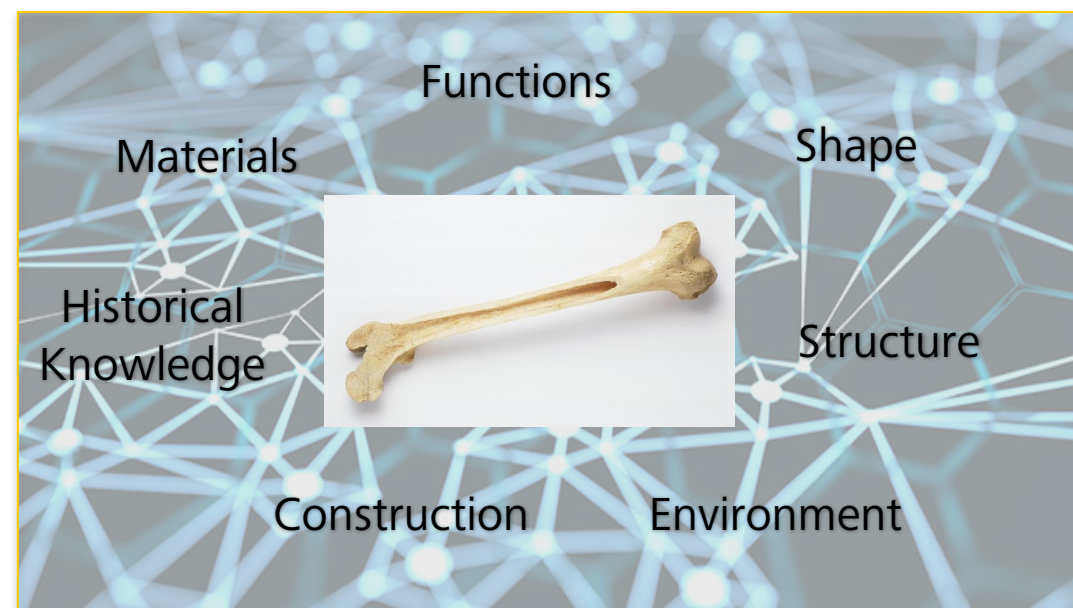 Functions
Materials
Shape
Historical
Knowledge
Structure
Construction
Environment